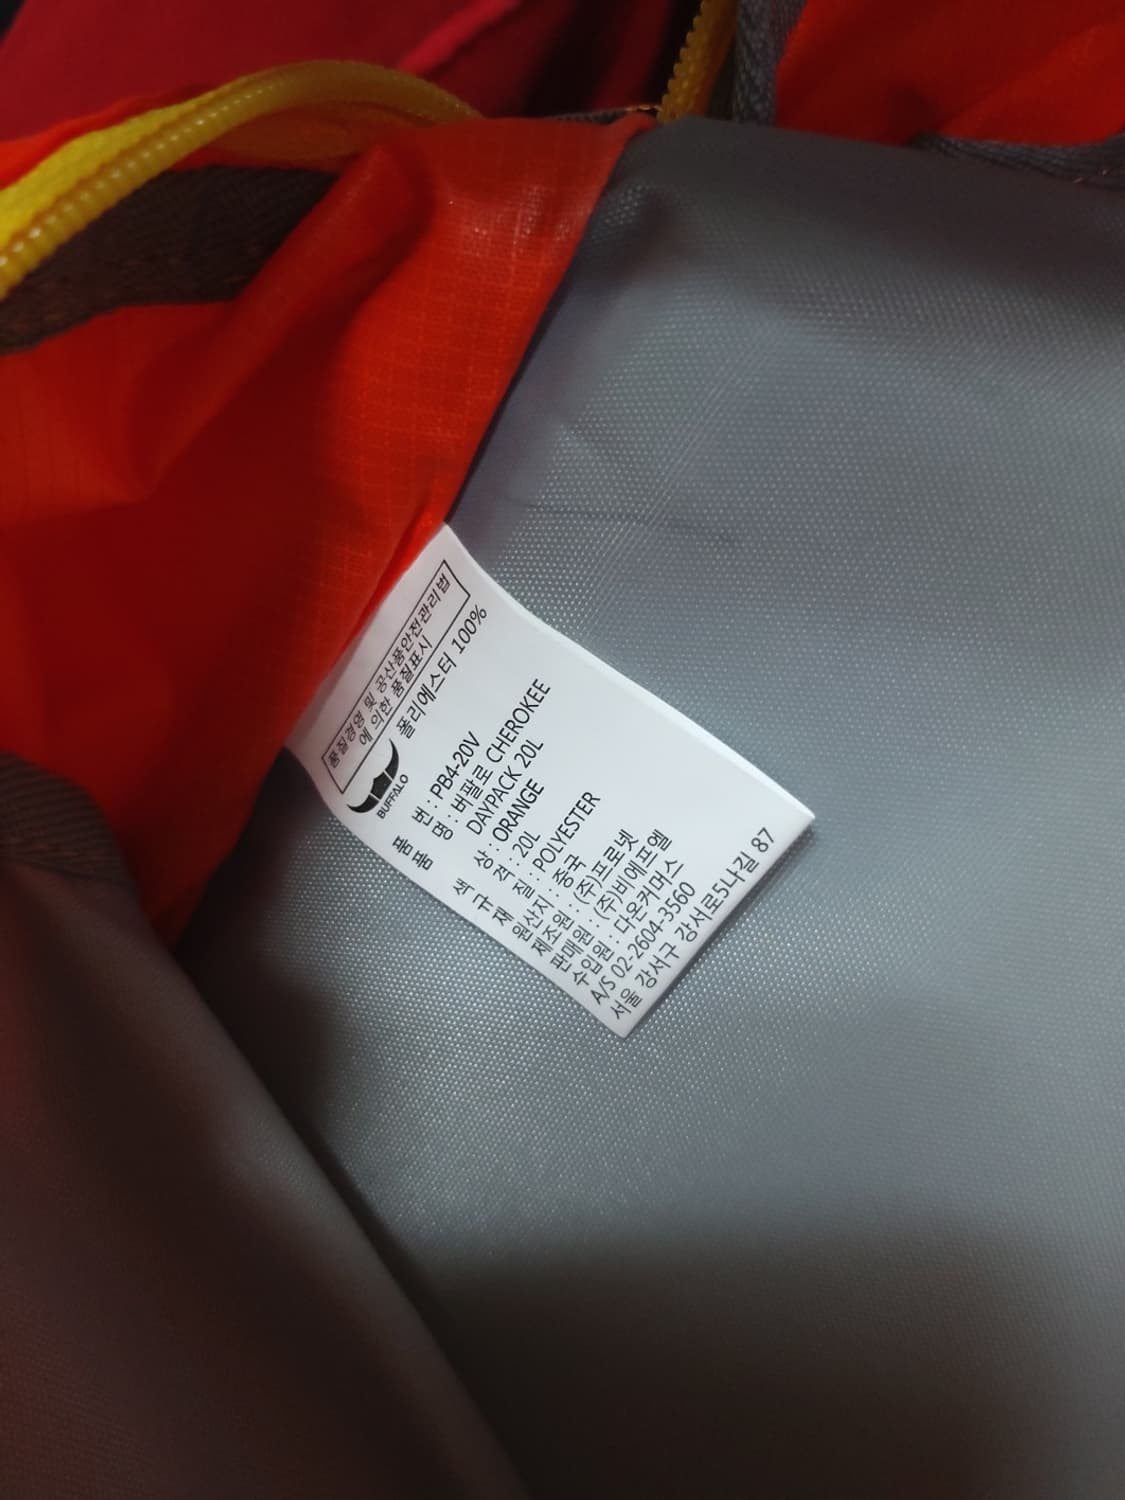 품질경영 및 공산품안전관리법
에 의한 품질표시
BUFFALO
폴리에스터 100%
품 번 : PB4-20V
품 명 : 버팔로 CHEROKEE
DAYPACK 20L
색 상 : ORANGE
규 격 : 20L
재 질 : POLYESTER
원산지 : 중국
제조원 : (주)프로넷
판매원 : (주)비에프엘
수입원 : 다온커머스
A/S 02-2604-3560
서울 강서구 강서로5나길 87